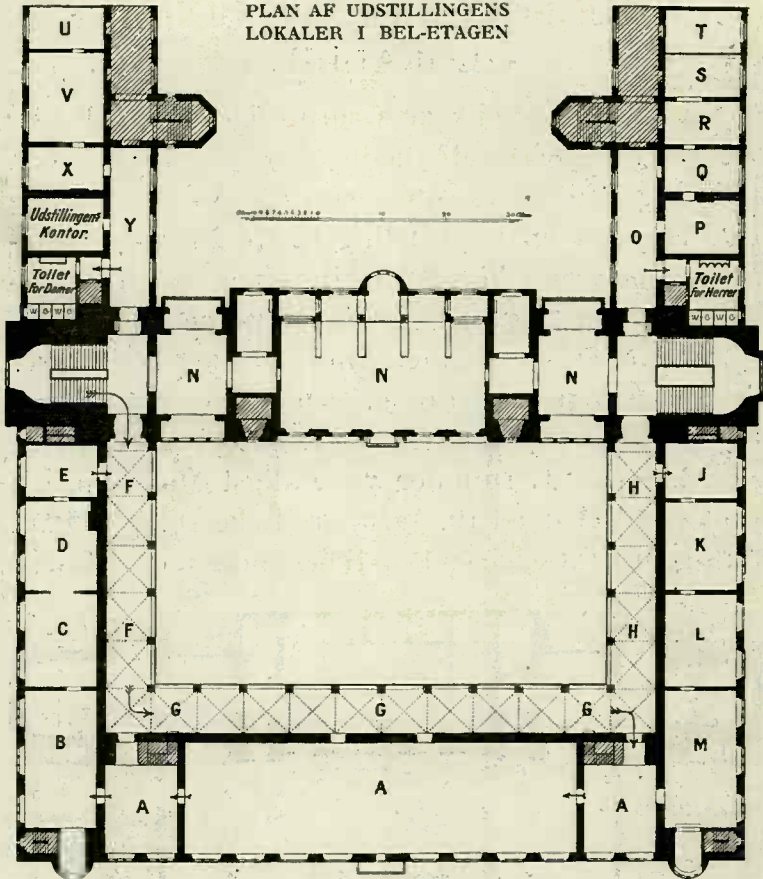 PLAN AF UDSTILLINGENS
LOKALER I BEL-ETAGEN
U
T
V
S
R
X
Q
Udstillingens
Kontor.
Y
O
P
Toilet
for Damer
Toilet
for Herrer
W C W C
W C W C
N
N
N
E
F
H
J
D
K
C
F
H
L
G
G
G
B
M
A
A
A